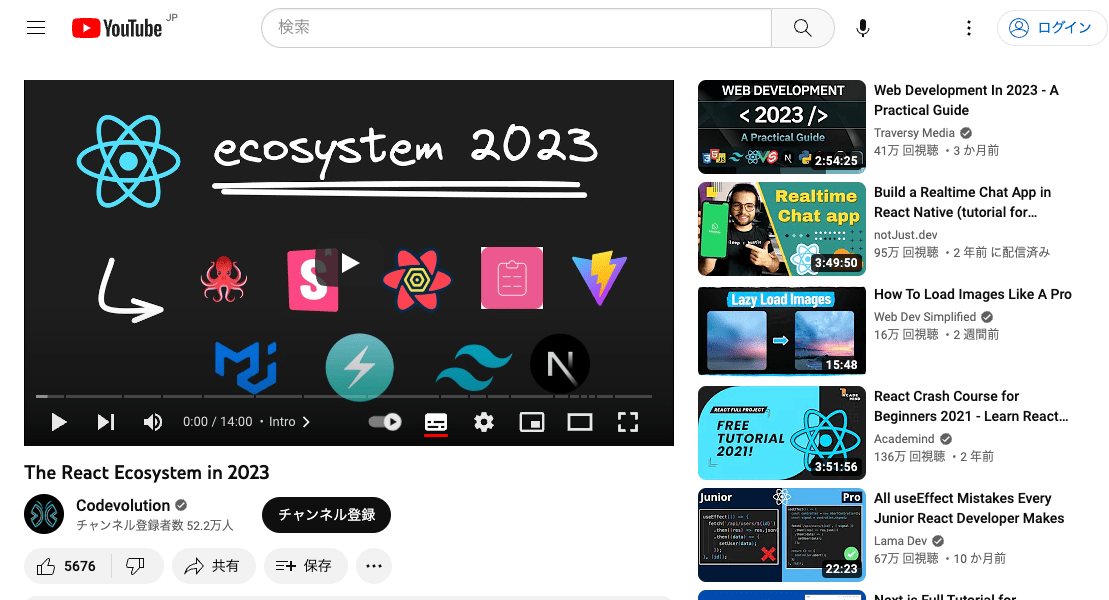 YouTube JP
検索
ログイン
ecosystem 2023
S
N
0:00 / 14:00 • Intro
The React Ecosystem in 2023
Codevolution
チャンネル登録者数 52.2万人
チャンネル登録
5676
共有
保存
WEB DEVELOPMENT
< 2023 />
A Practical Guide
2:54:25
Web Development In 2023 - A
Practical Guide
Traversy Media
41万 回視聴 ・3 か月前
Realtime
Chat app
3:49:50
Build a Realtime Chat App in
React Native (tutorial for…
notJust.dev
95万 回視聴 ・2 年前 に配信済み
Lazy Load Images
15:48
How To Load Images Like A Pro
Web Dev Simplified
16万 回視聴 ・2 週間前
REACT FULL PROJECT
FREE
TUTORIAL
2021!
3:51:56
React Crash Course for
Beginners 2021 - Learn React…
Academind
136万 回視聴 ・2 年前
Junior
Pro
useEffect(() => {
22:23
All useEffect Mistakes Every
Junior React Developer Makes
Lama Dev
67万 回視聴 ・10 か月前